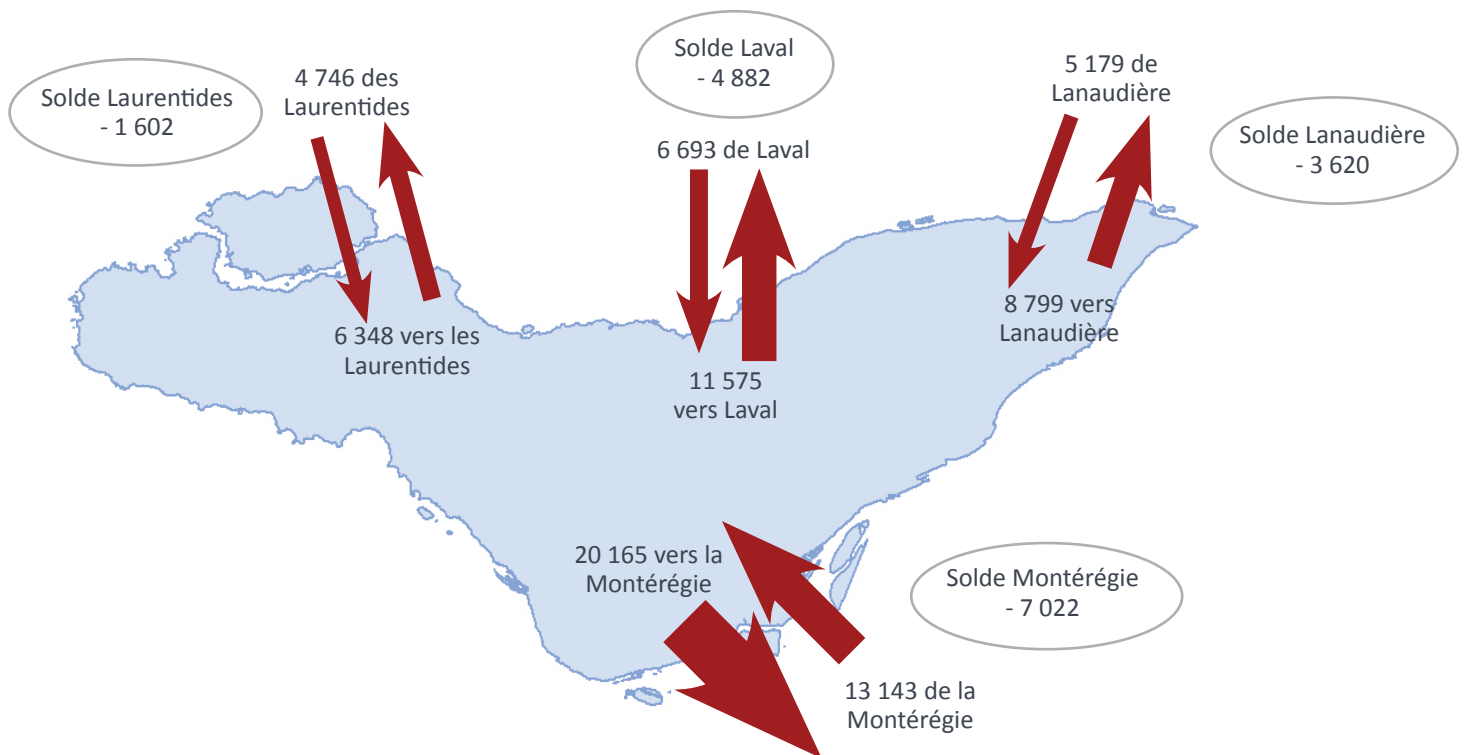 Solde Laurentides
- 1 602
4 746 des
Laurentides
Solde Laval
- 4 882
6 693 de Laval
5 179 de
Lanaudière
Solde Lanaudière
- 3 620
6 348 vers les
Laurentides
11 575
vers Laval
8 799 vers
Lanaudière
20 165 vers la
Montérégie
Solde Montérégie
- 7 022
13 143 de la
Montérégie